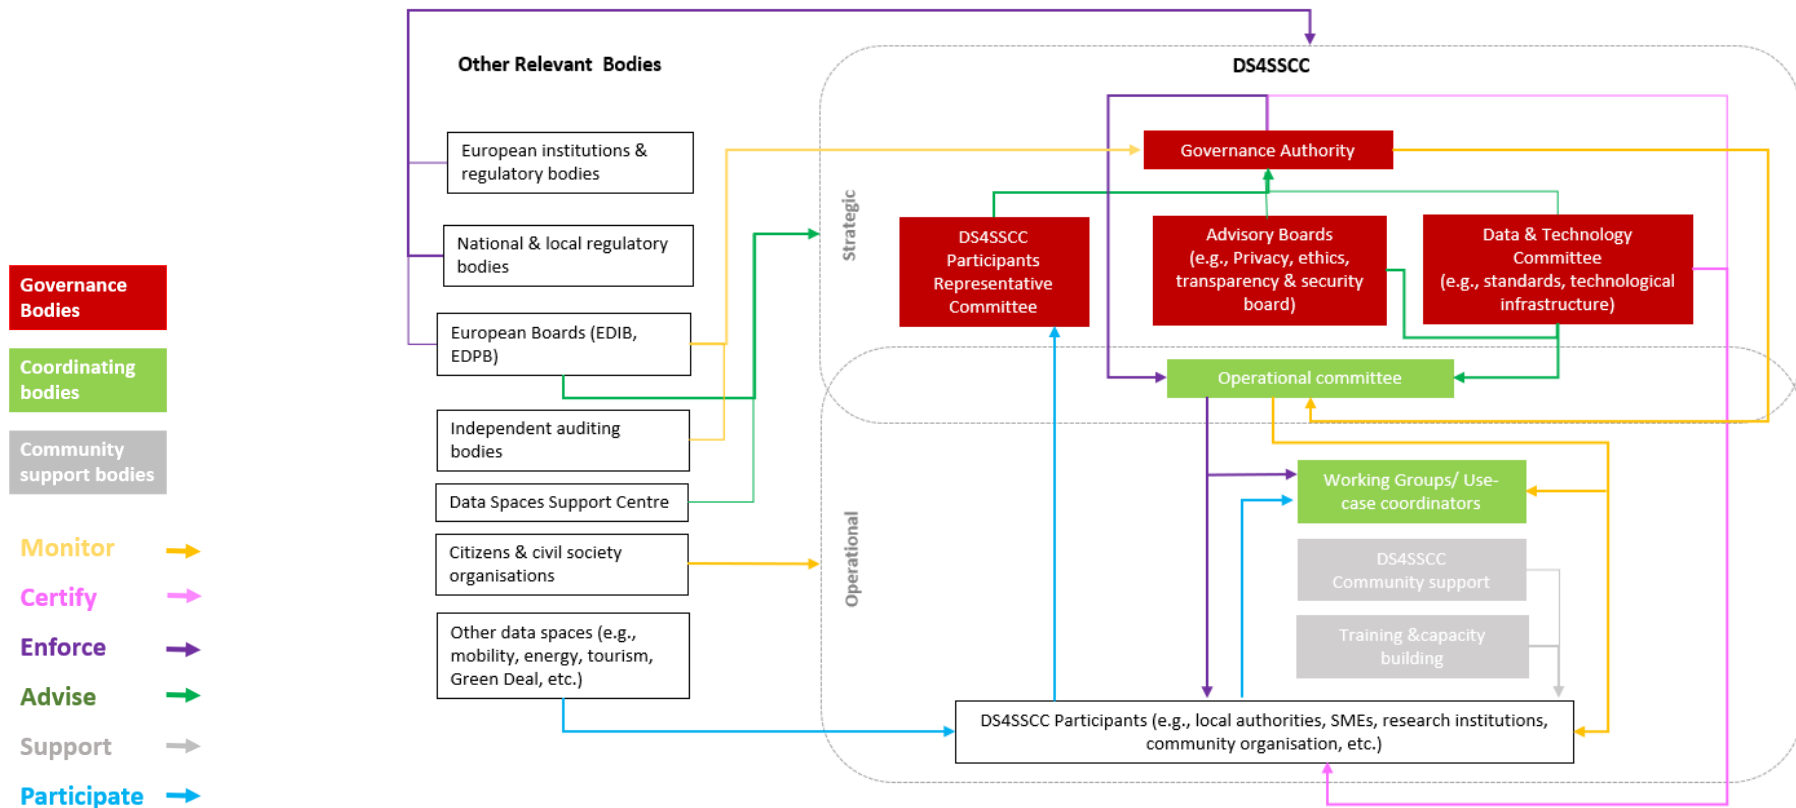 Other Relevant Bodies
DS4SSCC
European institutions &
regulatory bodies
National & local regulatory
bodies
European Boards (EDIB,
EDPB)
Independent auditing
bodies
Data Spaces Support Centre
Citizens & civil society
organisations
Other data spaces (e.g.,
mobility, energy, tourism,
Green Deal, etc.)
Governance
Bodies
Coordinating
bodies
Community
support bodies
Monitor
Certify
Enforce
Advise
Support
Participate
Strategic
Operational
Governance Authority
DS4SSCC
Participants
Representative
Committee
Advisory Boards
(e.g., Privacy, ethics,
transparency & security
board)
Data & Technology
Committee
(e.g., standards, technological
infrastructure)
Operational committee
Working Groups/ Use-
case coordinators
DS4SSCC
Community support
Training &capacity
building
DS4SSCC Participants (e.g., local authorities, SMEs, research institutions,
community organisation, etc.)